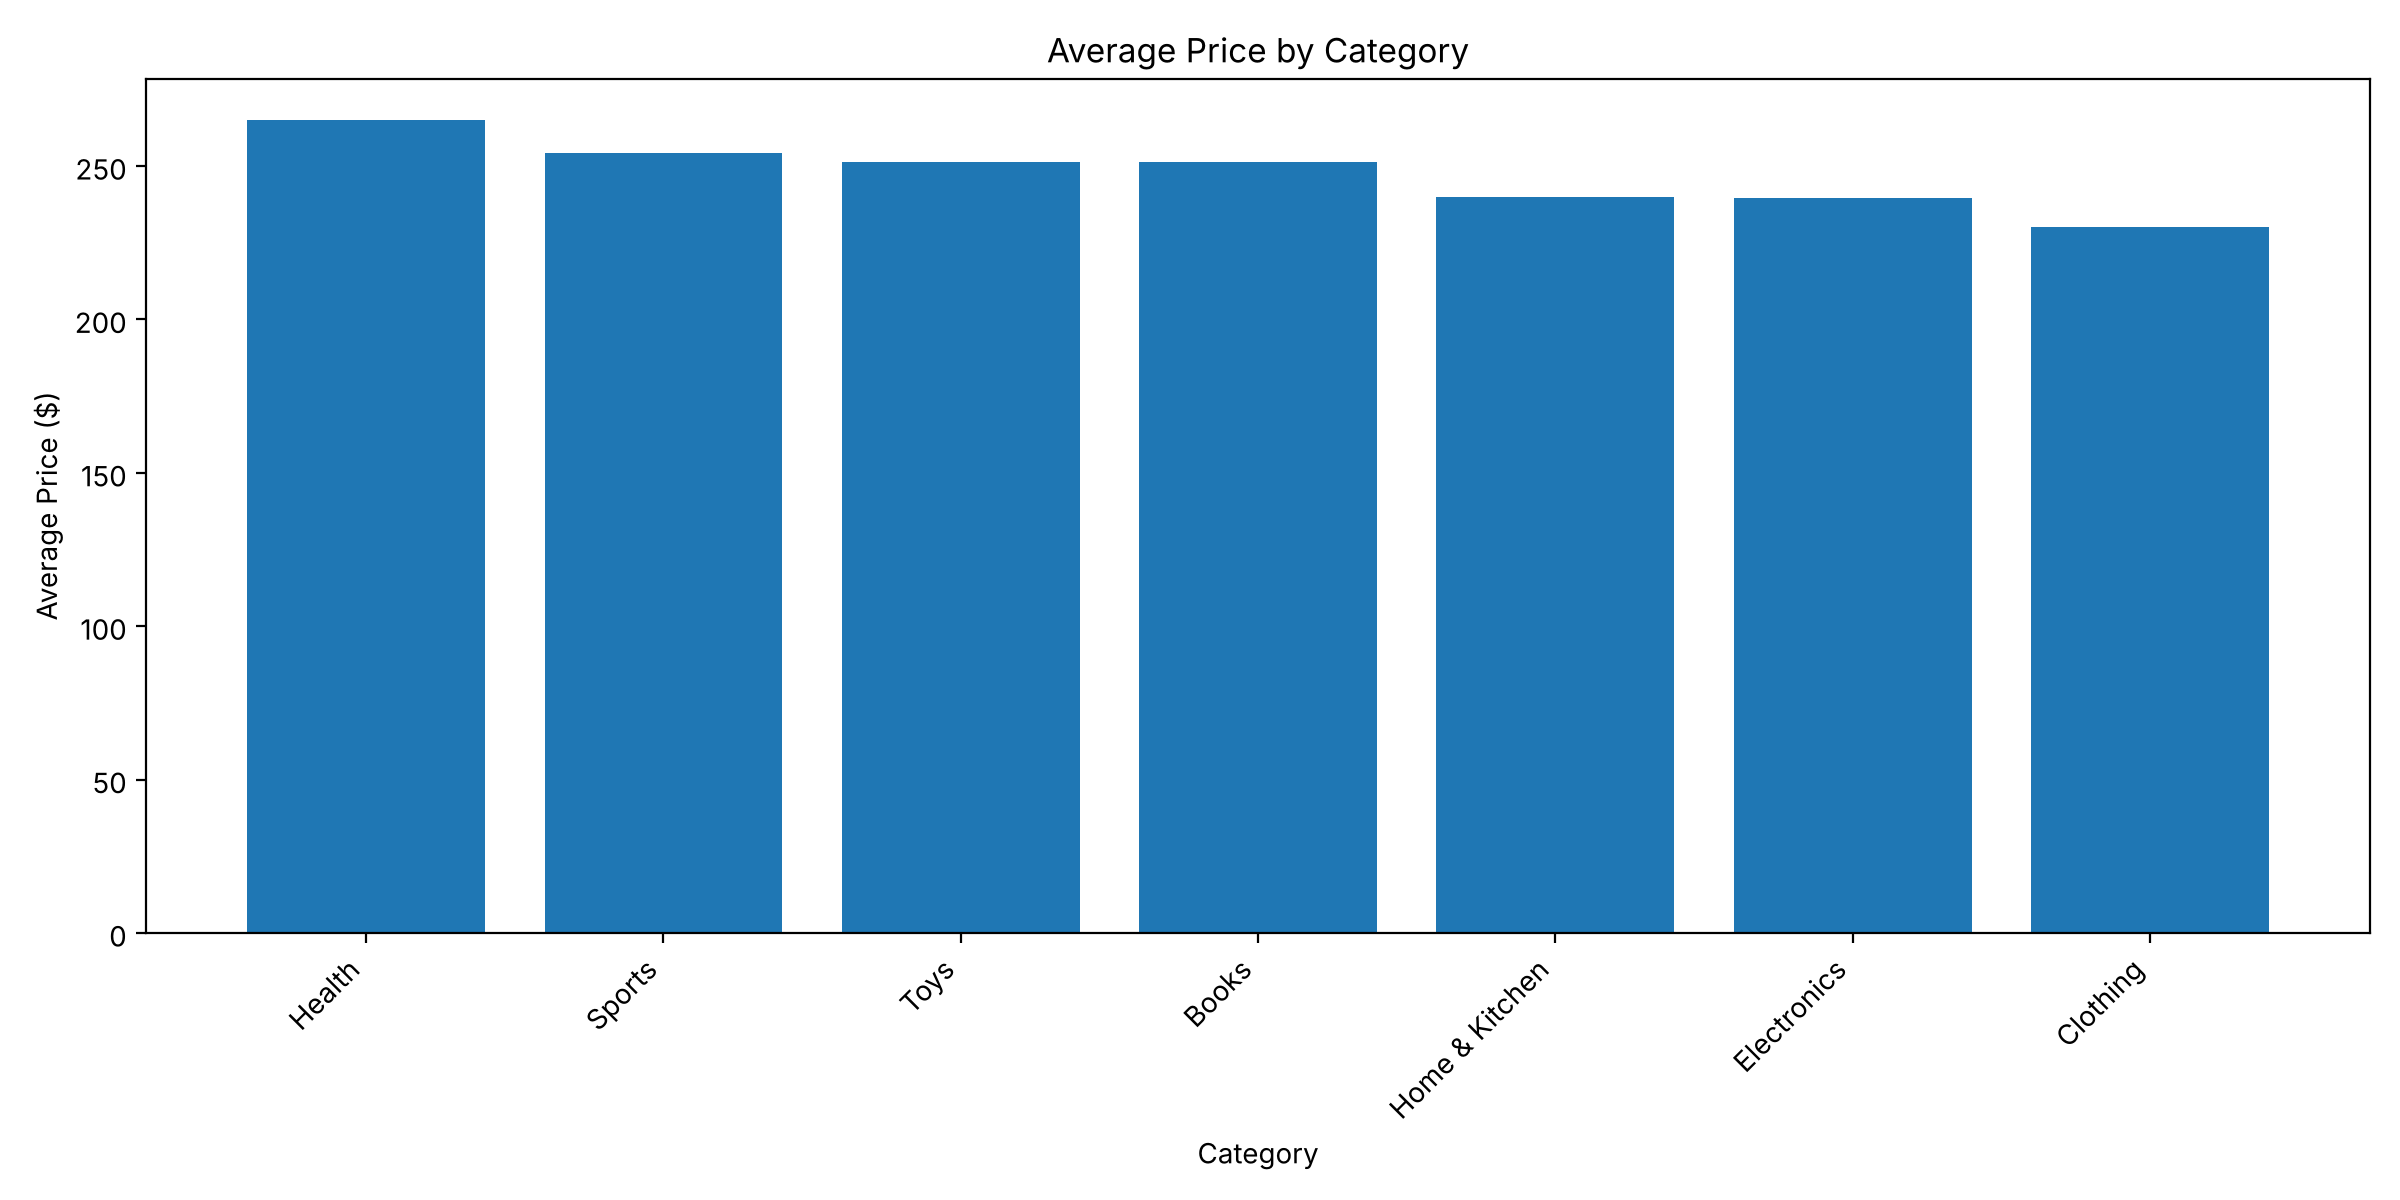 Average Price by Category
Average Price ($)
250
200
150
100
50
0
Health
Sports
Toys
Books
Home & Kitchen
Electronics
Clothing
Category